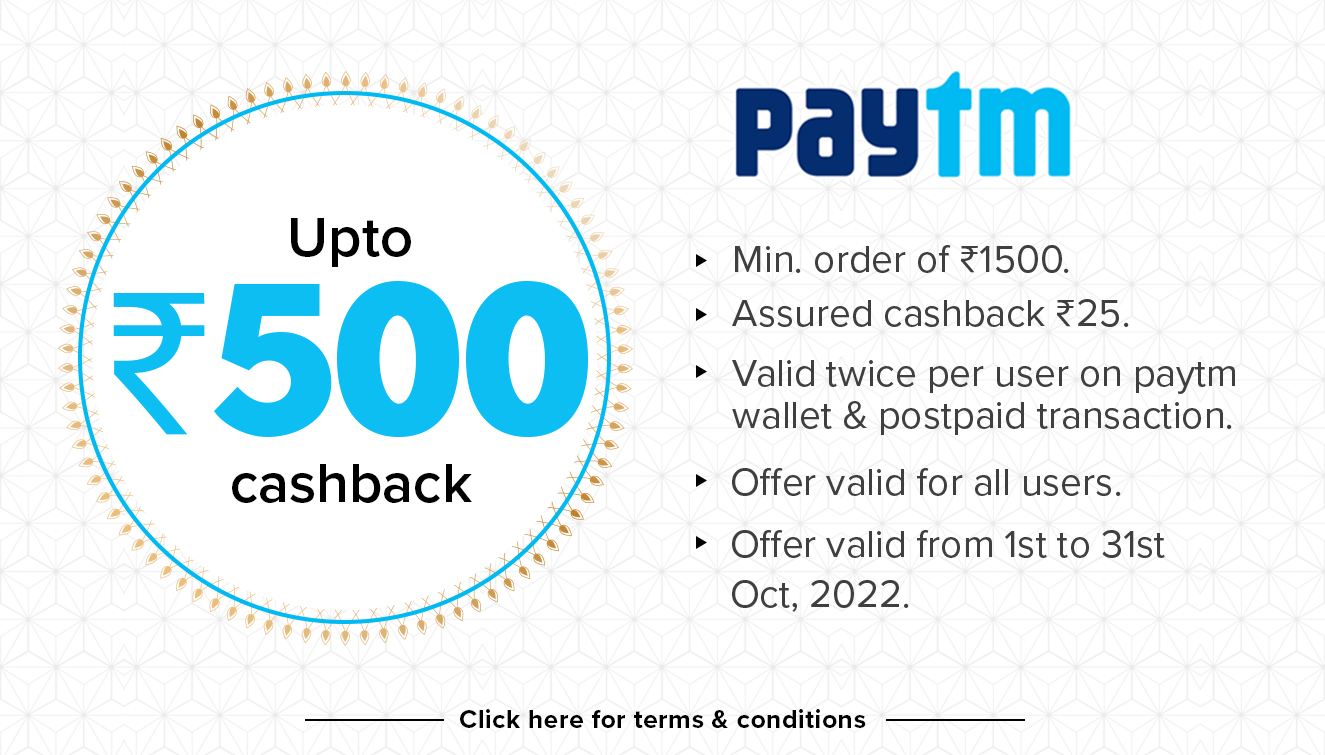 Upto
₹500
cashback
paytm
▸ Min. order of ₹1500.
▸ Assured cashback ₹25.
▸ Valid twice per user on paytm
wallet & postpaid transaction.
▸ Offer valid for all users.
▸ Offer valid from 1st to 31st
Oct, 2022.
Click here for terms & conditions